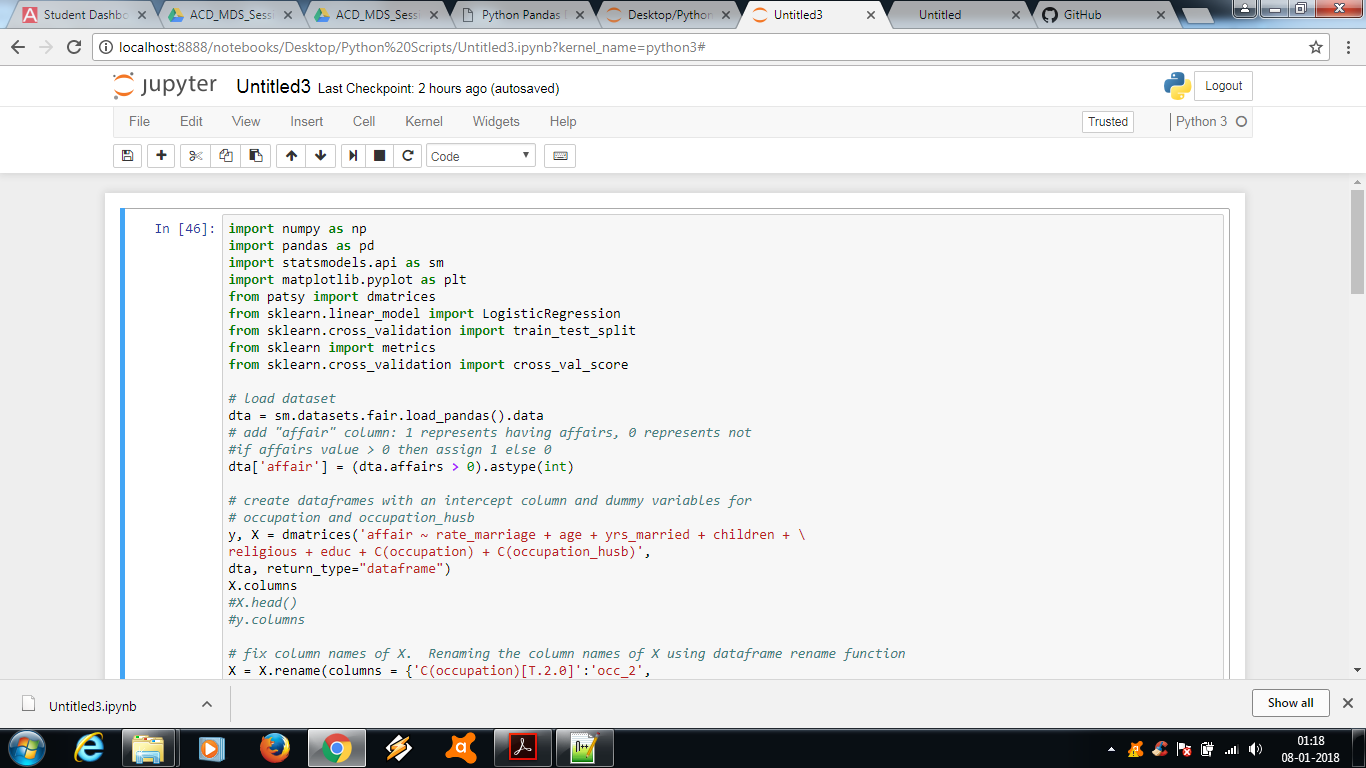 Student Dashbo
ACD_MDS_Sessi
ACD_MDS_Sessi
Python Pandas
Desktop/Python
Untitled3
Untitled
GitHub
localhost:8888/notebooks/Desktop/Python%20Scripts/Untitled3.ipynb?kernel_name=python3#
jupyter Untitled3 Last Checkpoint: 2 hours ago (autosaved)
Logout
File Edit View Insert Cell Kernel Widgets Help
Trusted
Python 3
Code
In [46]:
import numpy as np
import pandas as pd
import statsmodels.api as sm
import matplotlib.pyplot as plt
from patsy import dmatrices
from sklearn.linear_model import LogisticRegression
from sklearn.cross_validation import train_test_split
from sklearn import metrics
from sklearn.cross_validation import cross_val_score
# load dataset
dta = sm.datasets.fair.load_pandas().data
# add "affair" column: 1 represents having affairs, 0 represents not
#if affairs value > 0 then assign 1 else 0
dta['affair'] = (dta.affairs > 0).astype(int)
# create dataframes with an intercept column and dummy variables for
# occupation and occupation_husb
y, X = dmatrices('affair ~ rate_marriage + age + yrs_married + children + \
religious + educ + C(occupation) + C(occupation_husb)',
dta, return_type="dataframe")
X.columns
#X.head()
#y.columns
# fix column names of X.  Renaming the column names of X using dataframe rename function
X = X.rename(columns = {'C(occupation)[T.2.0]':'occ_2',
Untitled3.ipynb
Show all
01:18
08-01-2018